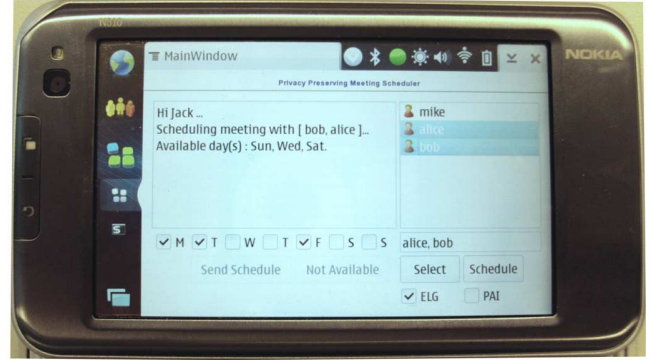 N810
NOKIA
MainWindow
Privacy Preserving Meeting Scheduler
Hi Jack ...
Scheduling meeting with [ bob, alice ]...
Available day(s) : Sun, Wed, Sat.
mike
alice
bob
M T W T F S S
alice, bob
Send Schedule
Not Available
Select
Schedule
ELG
PAI